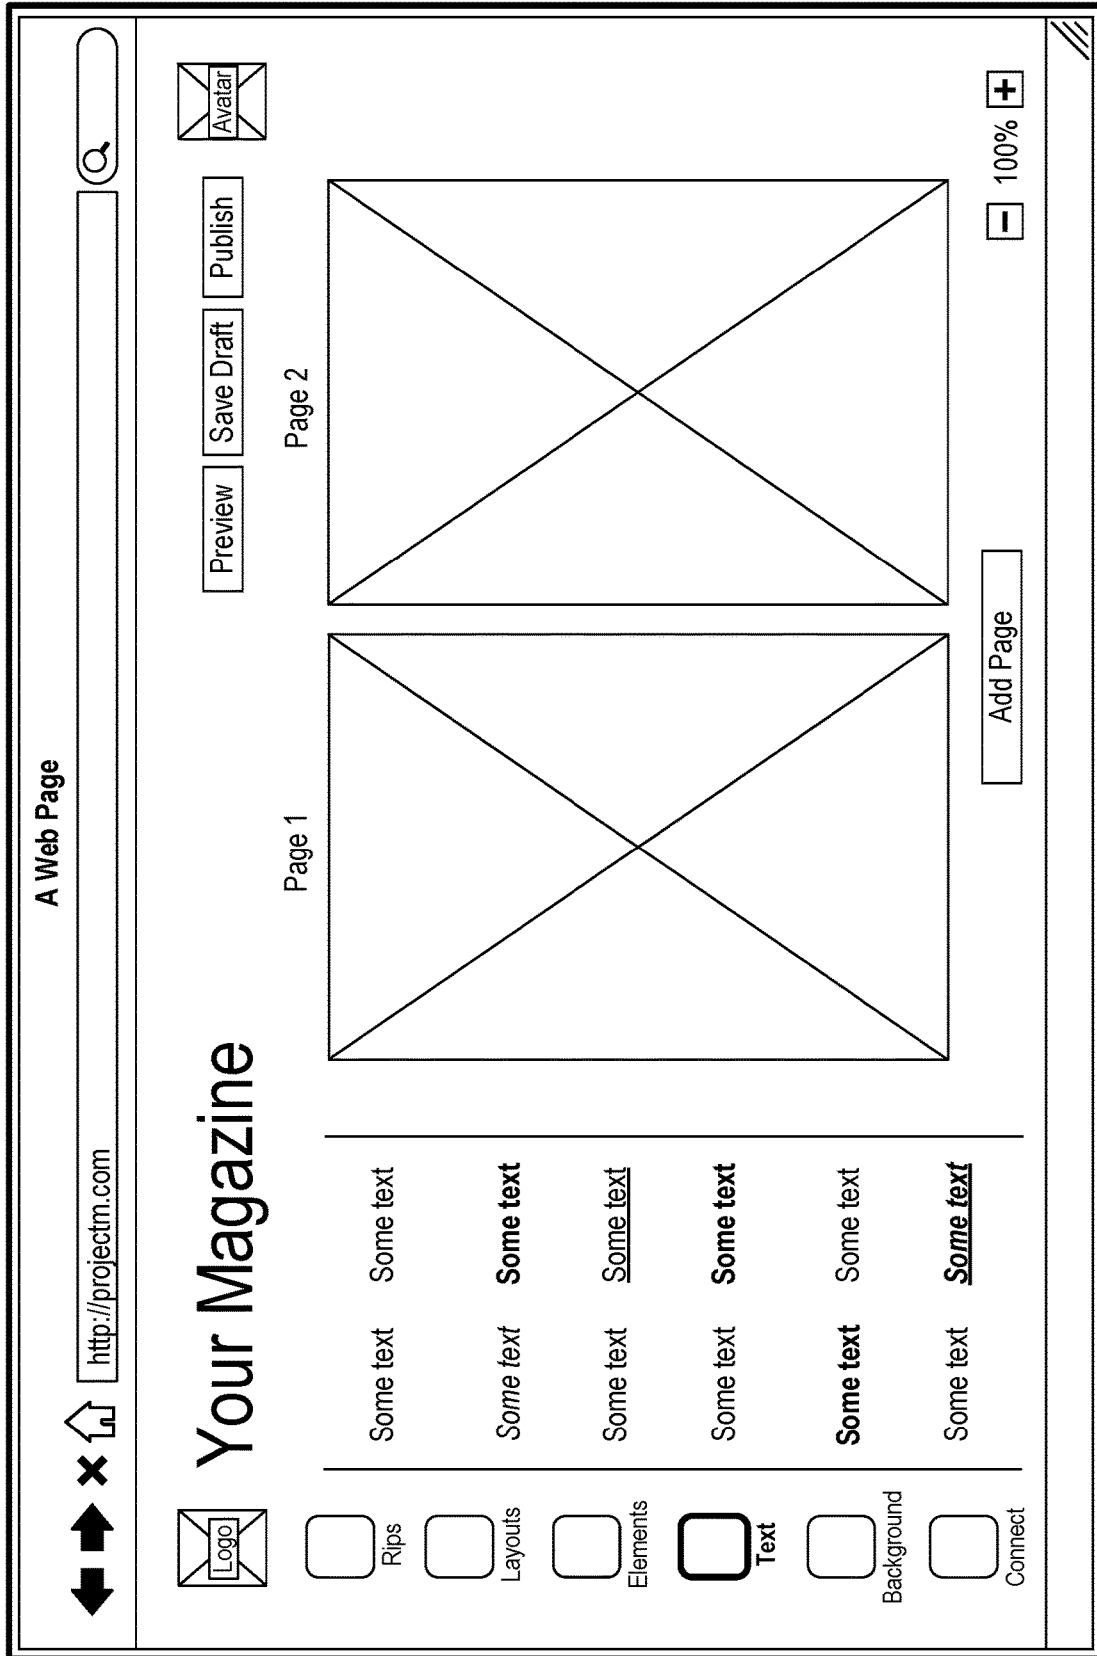 A Web Page
http://projectm.com
Logo
Your Magazine
Avatar
Preview Save Draft Publish
Page 1 Page 2
Rips
Layouts
Elements
Text
Background
Connect
Some text Some text
Some text Some text
Some text Some text
Some text Some text
Some text Some text
Some text Some text
Add Page
100%